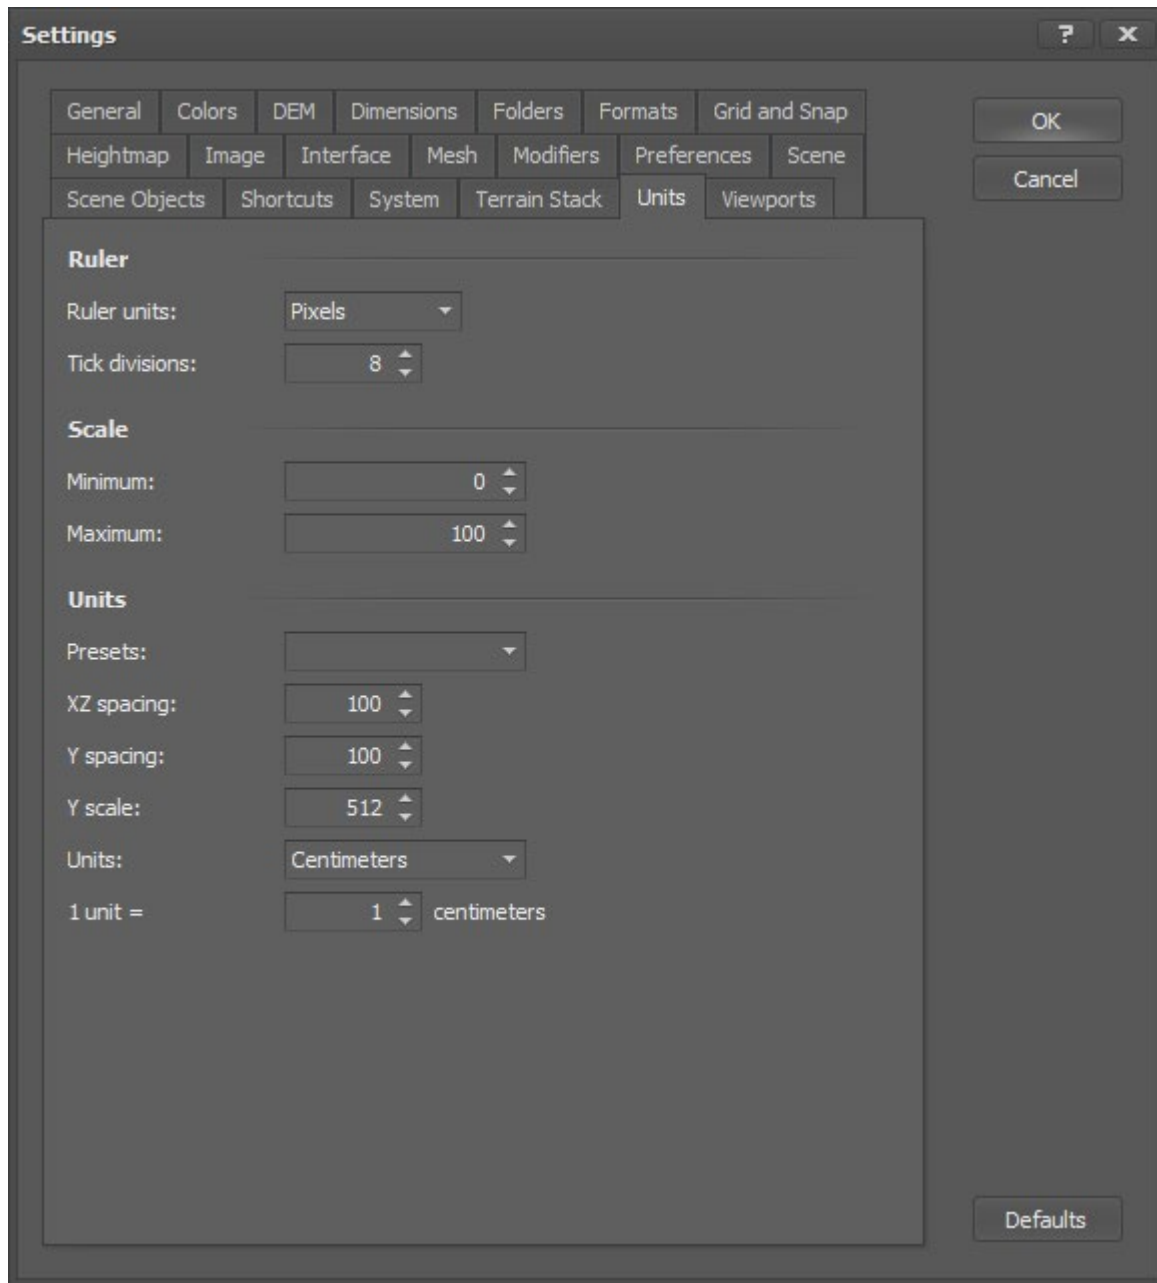 Settings ? x
General Colors DEM Dimensions Folders Formats Grid and Snap
OK
Heightmap Image Interface Mesh Modifiers Preferences Scene
Cancel
Scene Objects Shortcuts System Terrain Stack Units Viewports
Ruler
Ruler units: Pixels
Tick divisions: 8
Scale
Minimum: 0
Maximum: 100
Units
Presets:
XZ spacing: 100
Y spacing: 100
Y scale: 512
Units: Centimeters
1 unit = 1 centimeters
Defaults